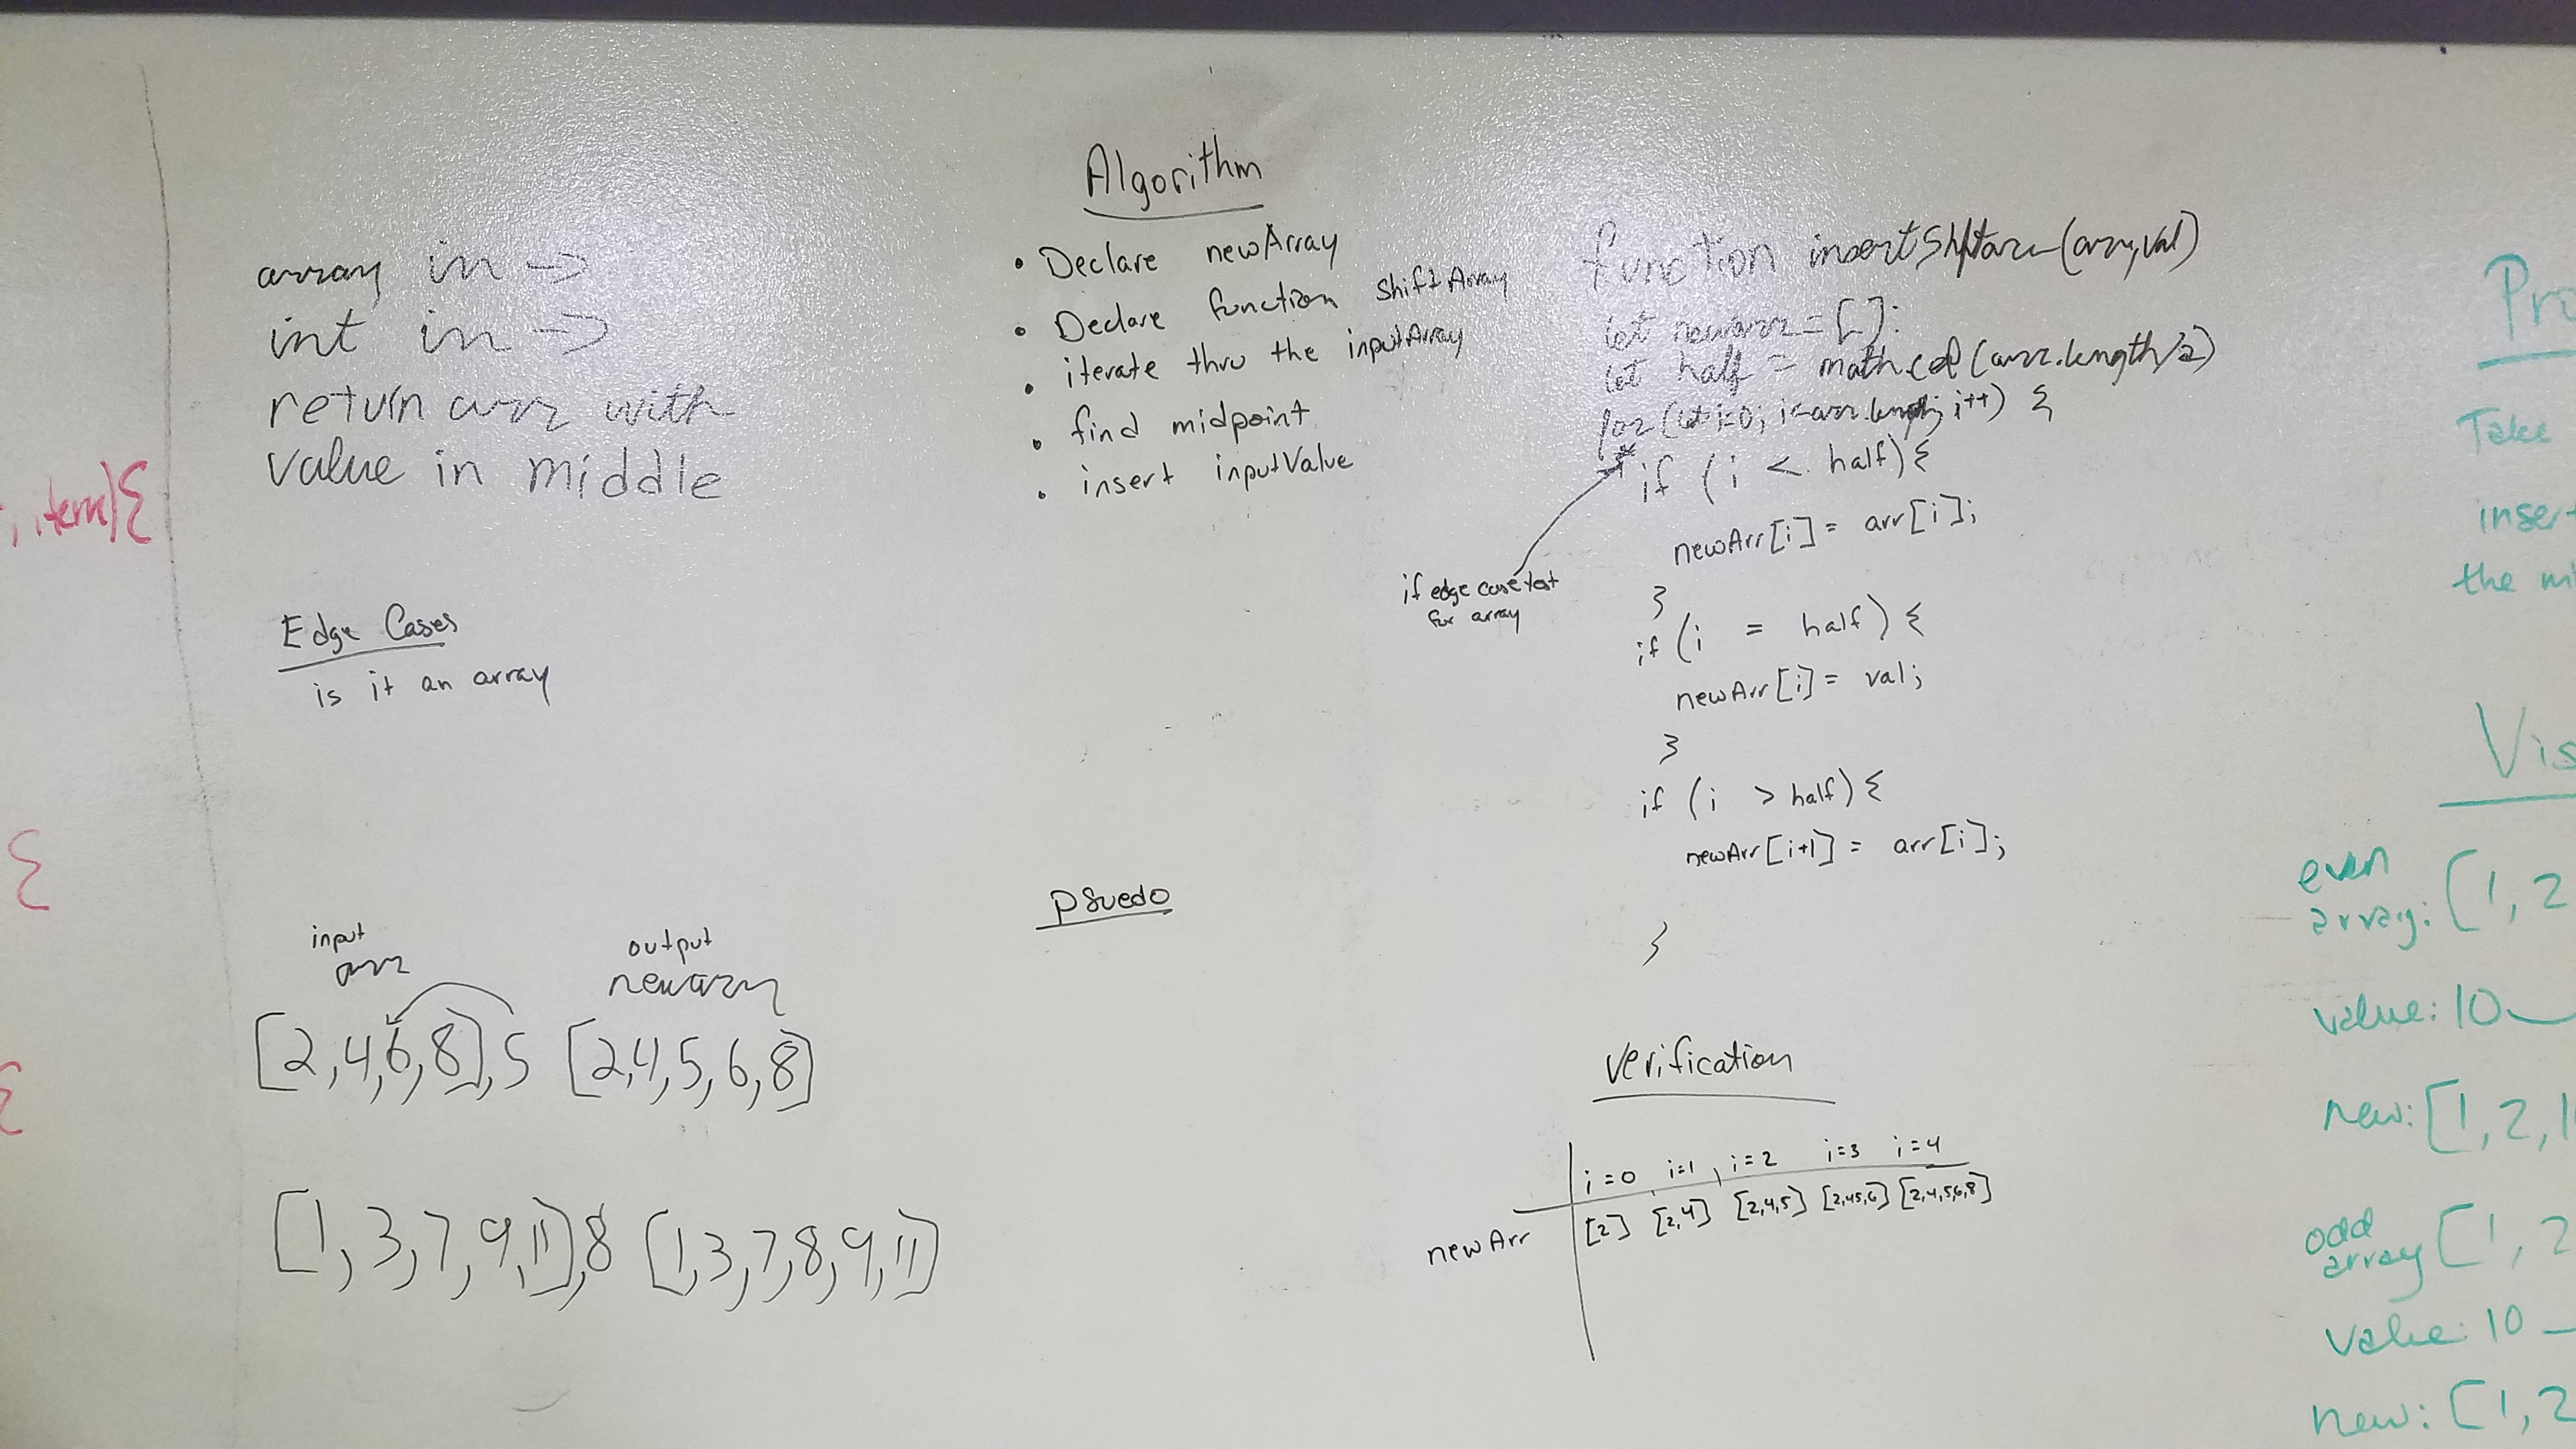 , item){
{
{
array in →
int in →
return arr with
value in middle
Edge Cases
is it an array
input
arr
output
newarr
[2,4,6,8],5 [2,4,5,6,8]
[1,3,7,9,11],8 [1,3,7,8,9,11]
Algorithm
• Declare newArray
• Declare function shiftArray
• iterate thru the inputArray
• find midpoint
• insert inputValue
Psuedo
function (arr,val)
let newarr = [];
let half = (arr.length/2)
for (let i=0; i<arr.length; i++) {
if (i < half){
newArr[i] = arr[i];
}
if (i = half) {
newArr[i] = val;
}
if (i > half) {
newArr[i+1] = arr[i];
}
if edge case test
for array
Verification
i=0 i=1 i=2 i=3 i=4
newArr [2] [2,4] [2,4,5] [2,4,5,6] [2,4,5,6,8]
Pro
Take
insert
the mi
Vis
even
array: [1, 2
value: 10
new: [1, 2, 1
odd
array [1, 2
value: 10
new: [1, 2